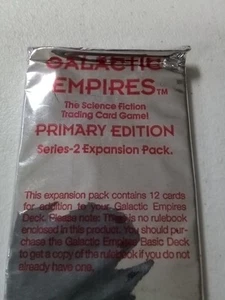 GALACTIC
EMPIRES™
The Science Fiction
Trading Card Game!
PRIMARY EDITION
Series-2 Expansion Pack.
This expansion pack contains 12 cards
for addition to your Galactic Empires
Deck. Please note: There is no rulebook
enclosed in this product. You should pur-
chase the Galactic Empires Basic Deck
to get a copy of the rulebook if you do not
already have one.